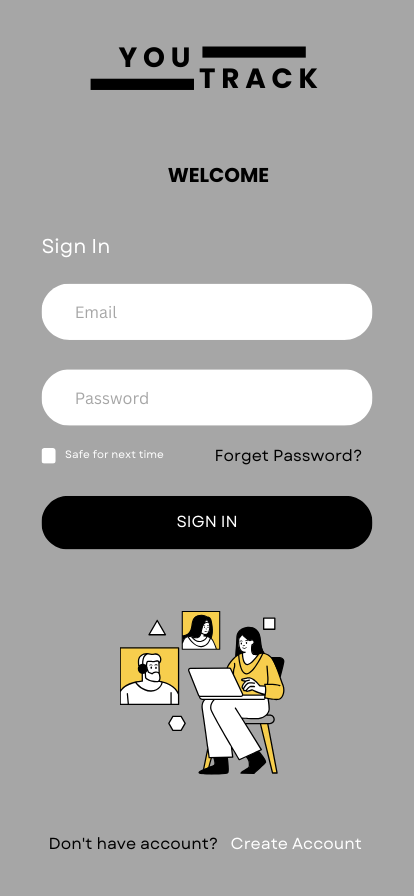 YOU
TRACK
WELCOME
Sign In
Email
Password
Safe for next time Forget Password?
SIGN IN
Don't have account? Create Account